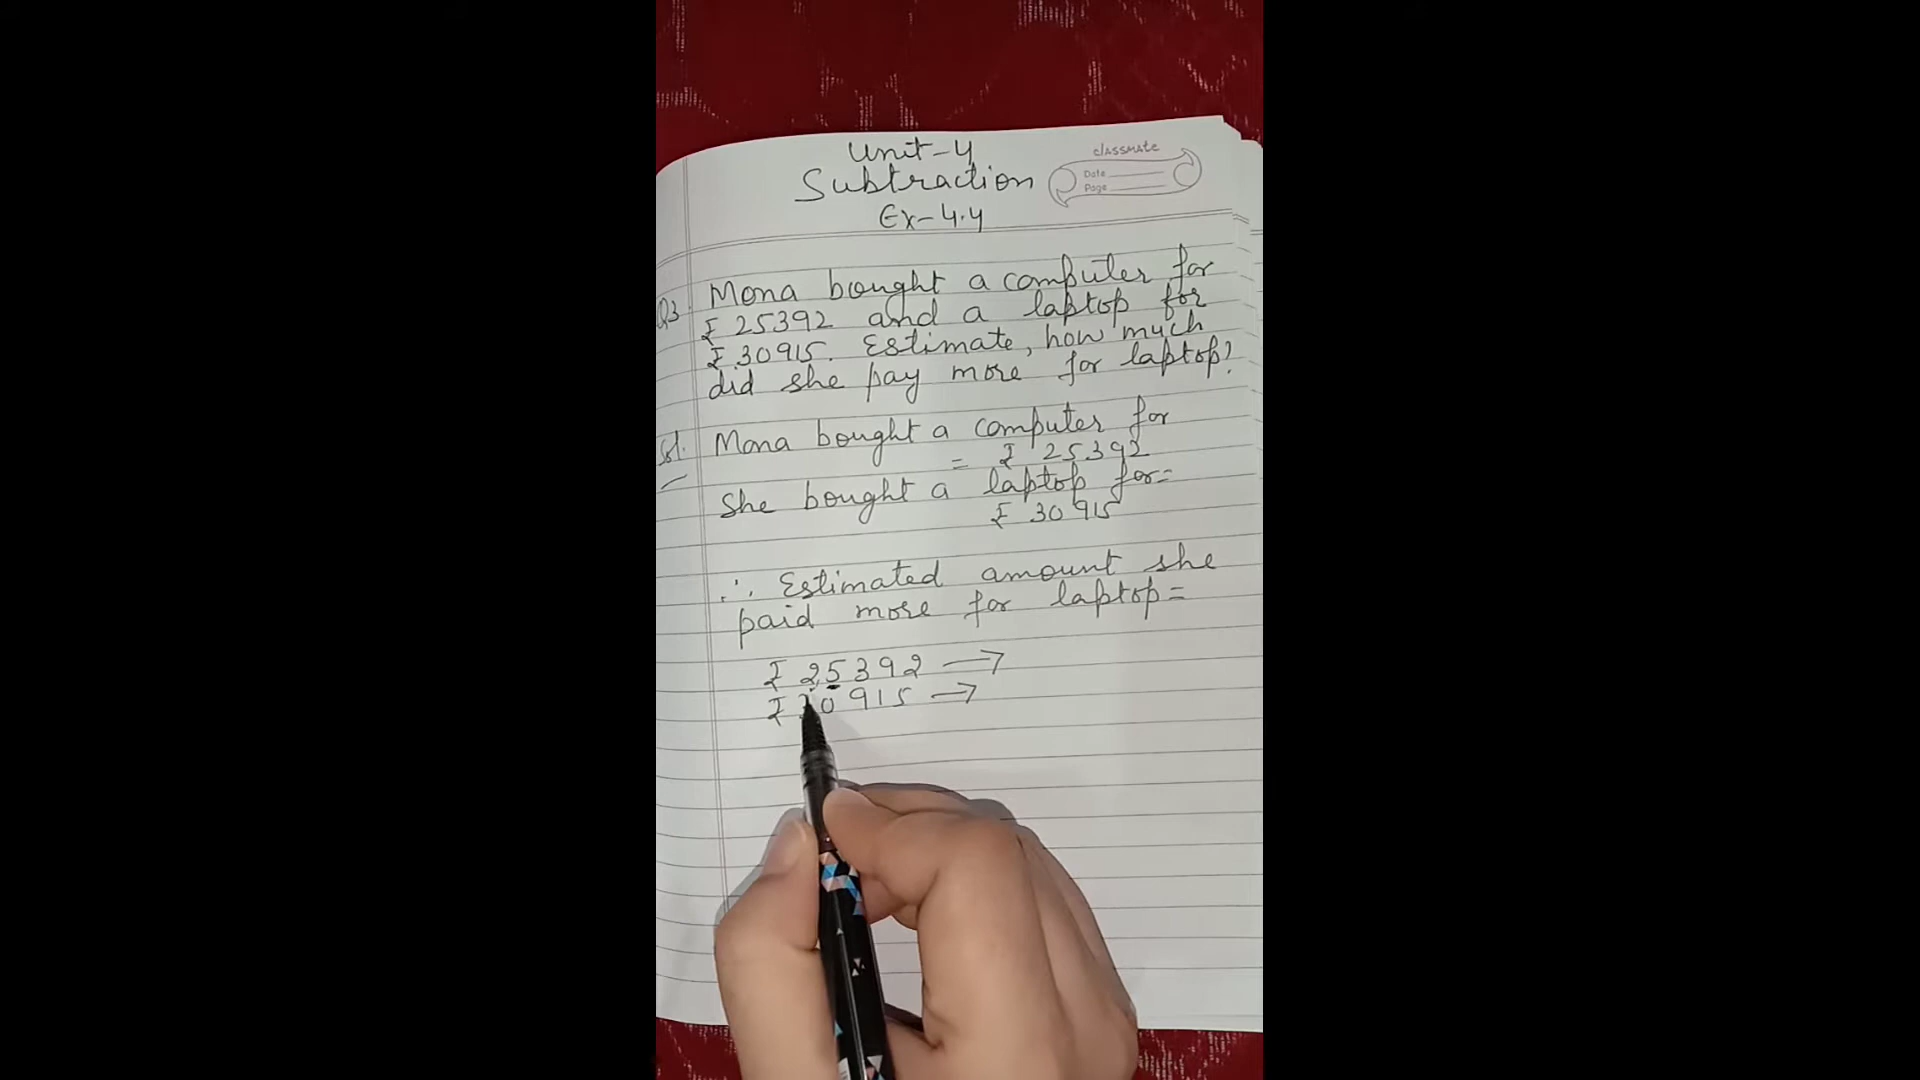 Unit-4
Subtraction
Ex-4.4
classmate
Date
Page
Q3. Mona bought a computer for
₹ 25392 and a laptop for
₹ 30915. Estimate, how much
did she pay more for laptop?
Sol. Mona bought a computer for
= ₹ 25392
She bought a laptop for=
₹ 30915
∴ Estimated amount she
paid more for laptop=
₹ 25392 →
₹ 30915 →